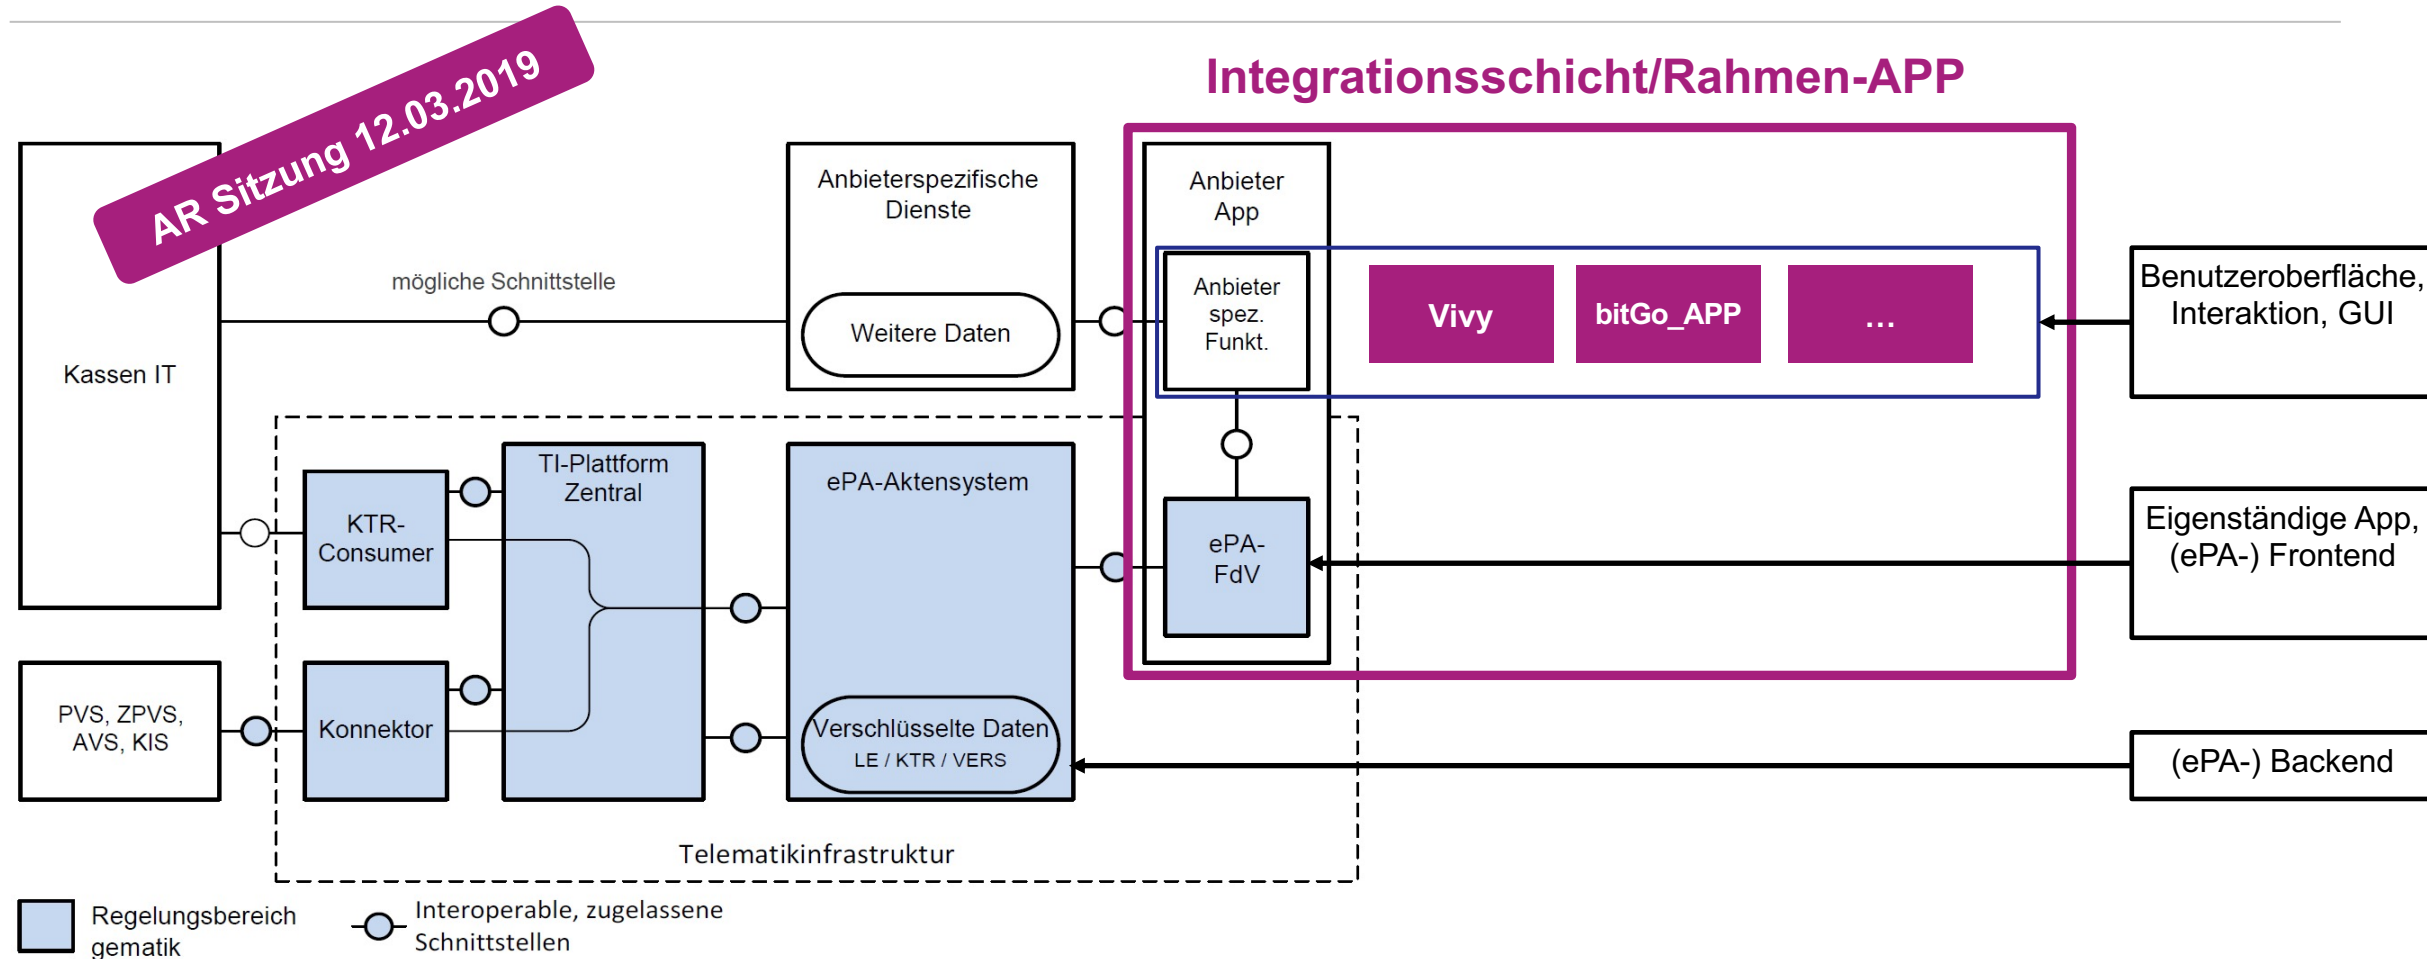 AR Sitzung 12.03.2019
Integrationsschicht/Rahmen-APP
Kassen IT
mögliche Schnittstelle
Anbieterspezifische
Dienste
Weitere Daten
Anbieter
App
Anbieter
spez.
Funkt.
Vivy
bitGo_APP
...
Benutzeroberfläche,
Interaktion, GUI
KTR-
Consumer
TI-Plattform
Zentral
ePA-Aktensystem
ePA-
FdV
Eigenständige App,
(ePA-) Frontend
PVS, ZPVS,
AVS, KIS
Konnektor
Verschlüsselte Daten
LE / KTR / VERS
(ePA-) Backend
Telematikinfrastruktur
Regelungsbereich
gematik
Interoperable, zugelassene
Schnittstellen